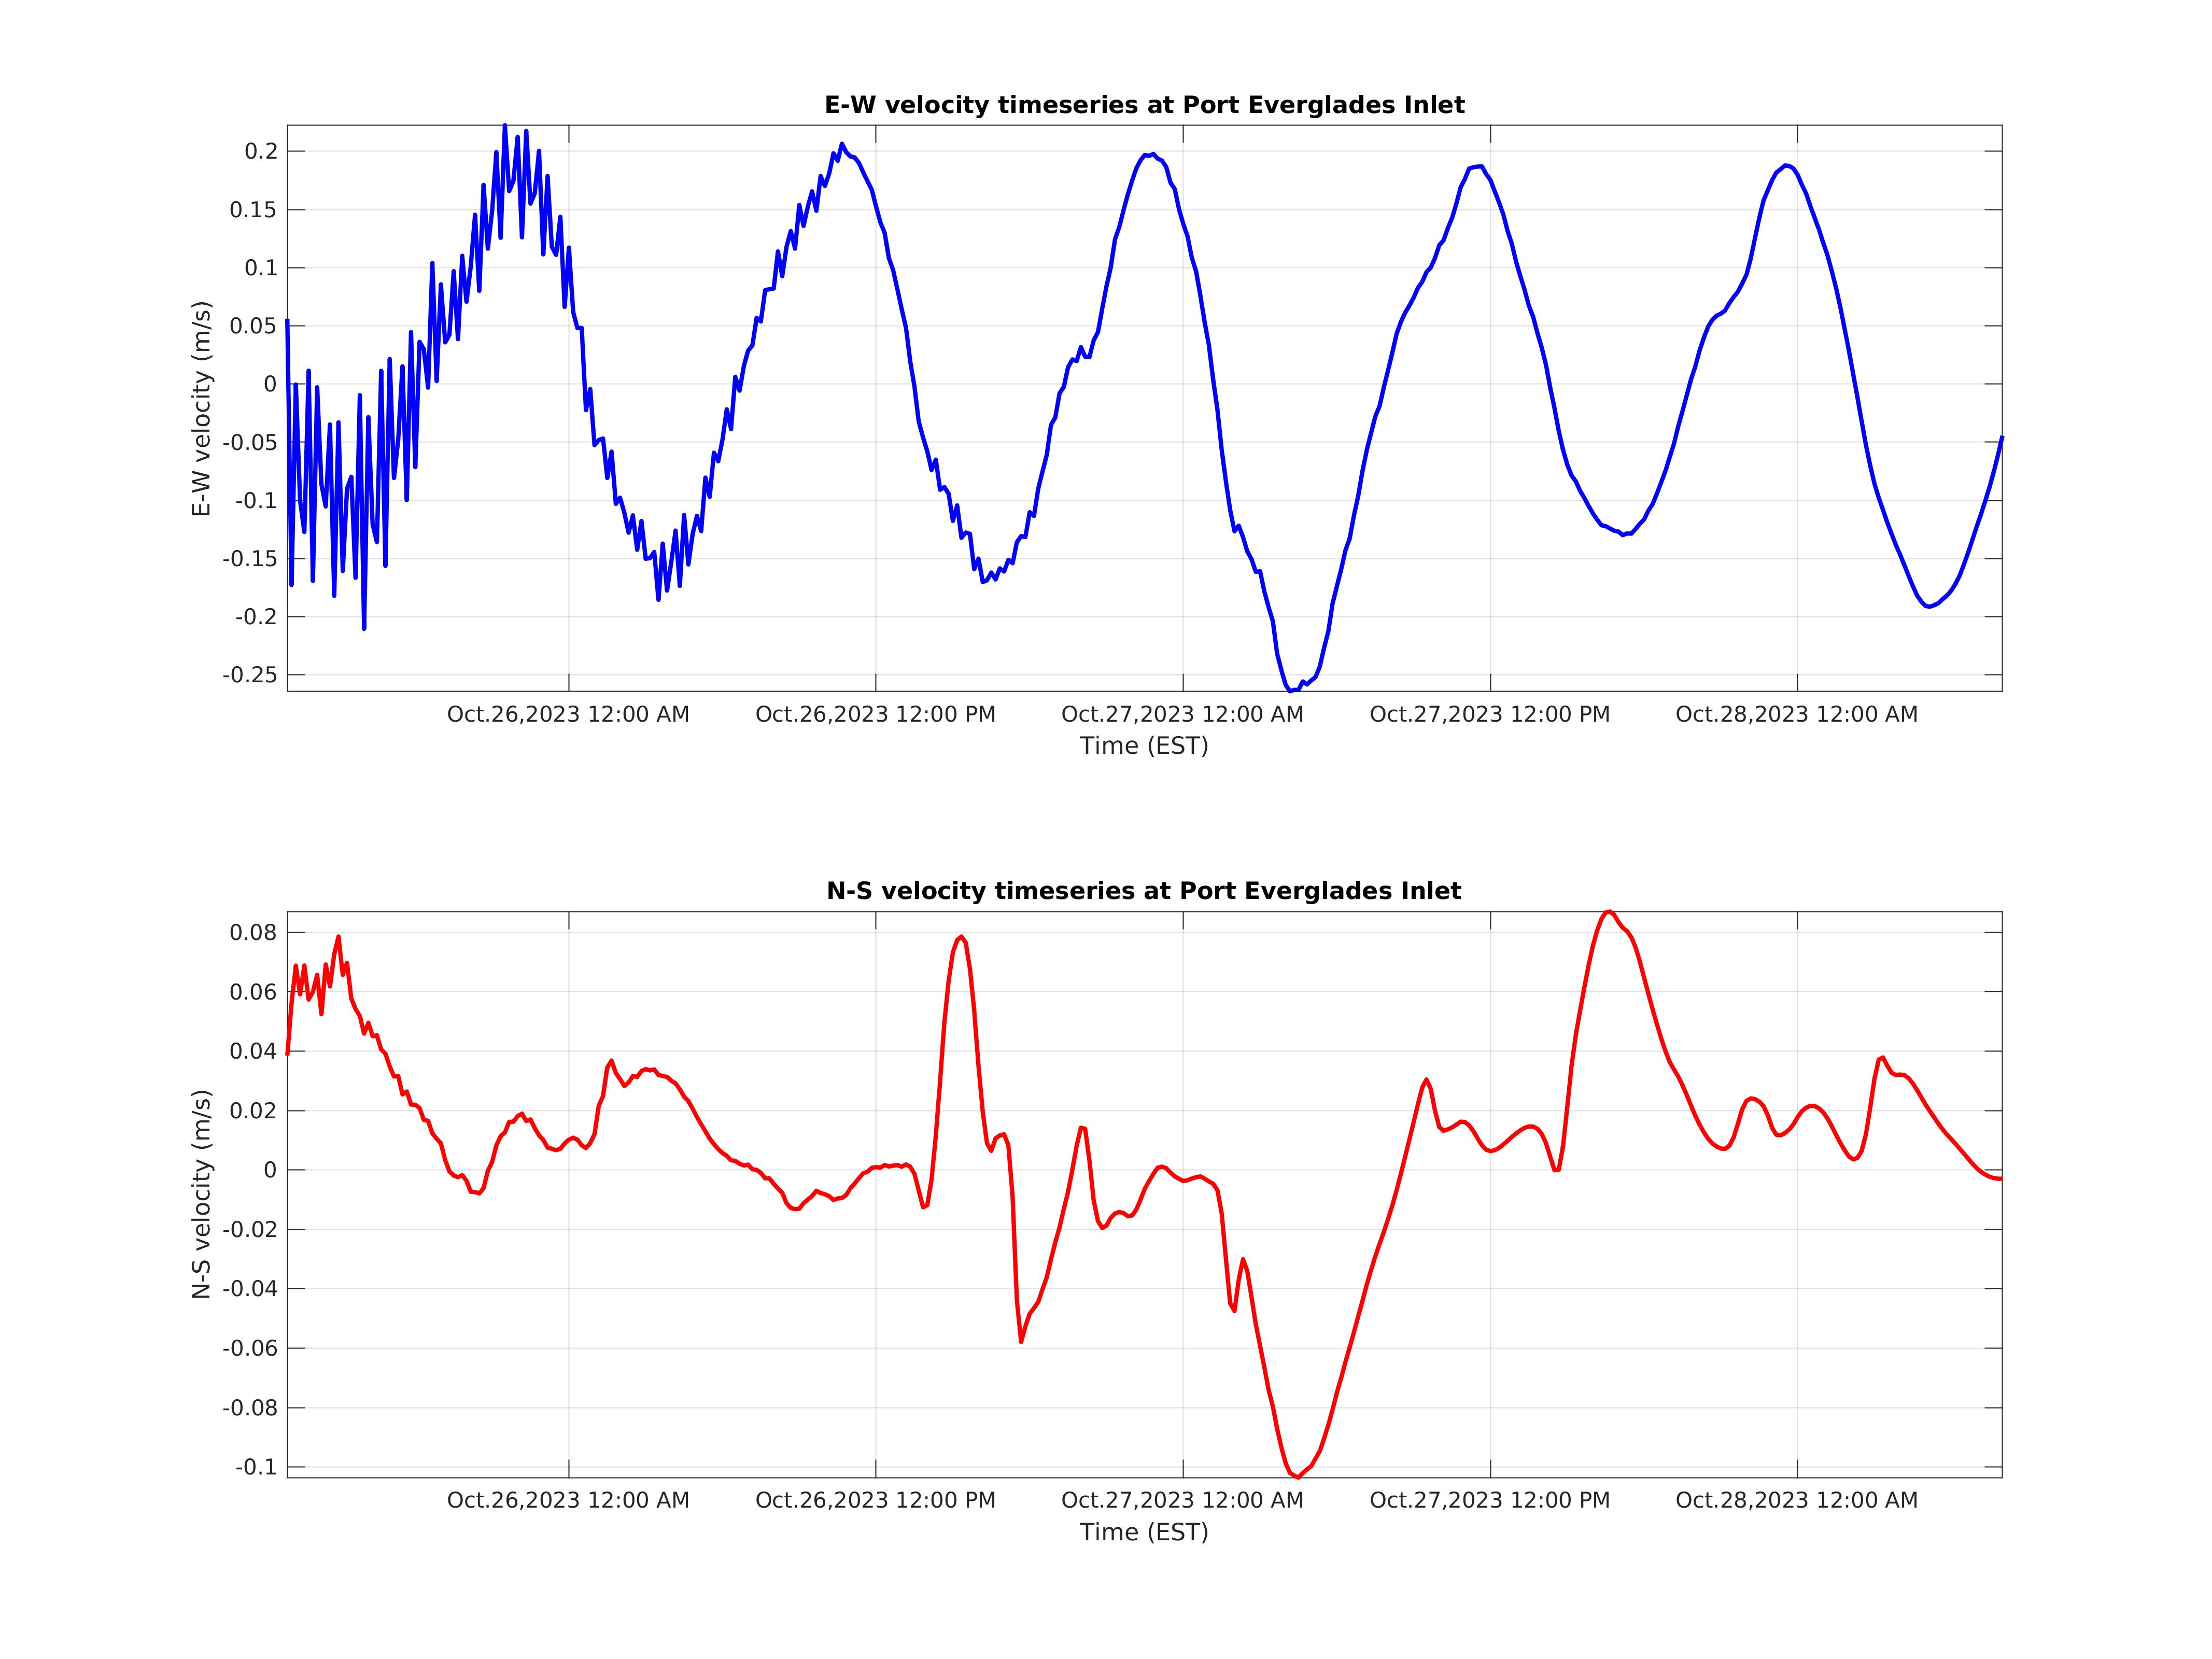 E-W velocity timeseries at Port Everglades Inlet
0.2
0.15
0.1
0.05
0
-0.05
-0.1
-0.15
-0.2
-0.25
E-W velocity (m/s)
Oct.26,2023 12:00 AM Oct.26,2023 12:00 PM Oct.27,2023 12:00 AM Oct.27,2023 12:00 PM Oct.28,2023 12:00 AM
Time (EST)
N-S velocity timeseries at Port Everglades Inlet
0.08
0.06
0.04
0.02
0
-0.02
-0.04
-0.06
-0.08
-0.1
N-S velocity (m/s)
Oct.26,2023 12:00 AM Oct.26,2023 12:00 PM Oct.27,2023 12:00 AM Oct.27,2023 12:00 PM Oct.28,2023 12:00 AM
Time (EST)